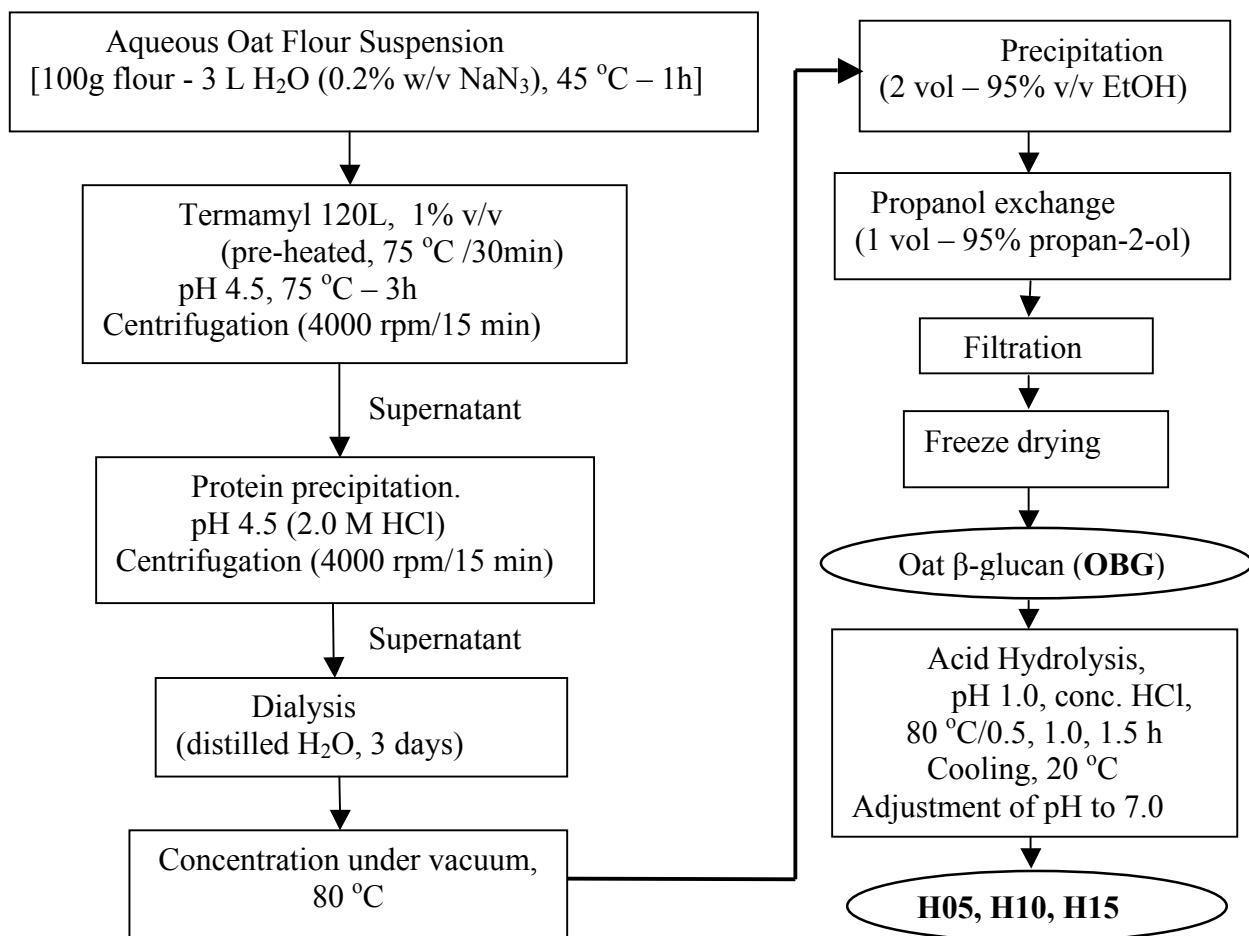 Aqueous Oat Flour Suspension
[100g flour - 3 L H₂O (0.2% w/v NaN₃), 45 °C – 1h]
Termamyl 120L, 1% v/v
(pre-heated, 75 °C /30min)
pH 4.5, 75 °C – 3h
Centrifugation (4000 rpm/15 min)
Supernatant
Protein precipitation.
pH 4.5 (2.0 M HCl)
Centrifugation (4000 rpm/15 min)
Supernatant
Dialysis
(distilled H₂O, 3 days)
Concentration under vacuum,
80 °C
Precipitation
(2 vol – 95% v/v EtOH)
Propanol exchange
(1 vol – 95% propan-2-ol)
Filtration
Freeze drying
Oat β-glucan (OBG)
Acid Hydrolysis,
pH 1.0, conc. HCl,
80 °C/0.5, 1.0, 1.5 h
Cooling, 20 °C
Adjustment of pH to 7.0
H05, H10, H15